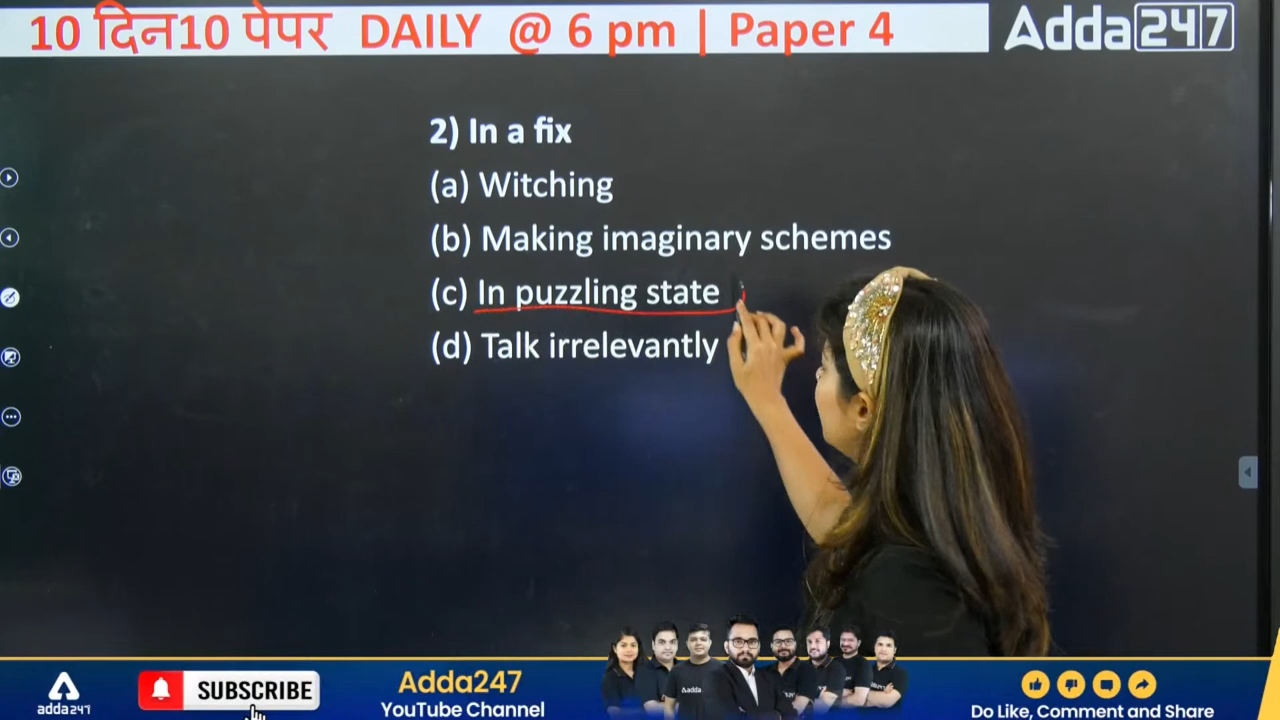 10 दिन10 पेपर DAILY @ 6 pm | Paper 4
Adda247
2) In a fix
(a) Witching
(b) Making imaginary schemes
(c) In puzzling state
(d) Talk irrelevantly
adda247
SUBSCRIBE
Adda247
YouTube Channel
Aadda
Do Like, Comment and Share